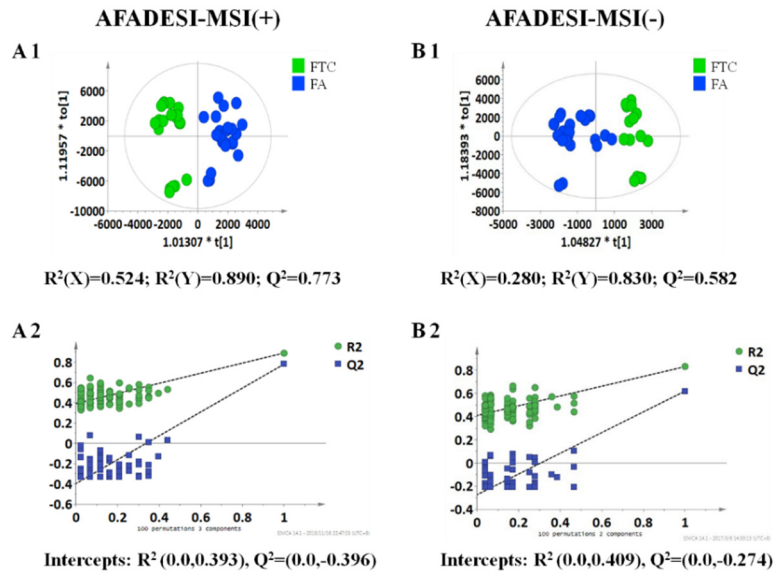 AFADESI-MSI(+)
AFADESI-MSI(-)
A 1
FTC
FA
1.11957 * to[1]
6000
2000
-2000
-6000
-10000
-6000 -4000 -2000 0 2000 4000
1.01307 * t[1]
R²(X)=0.524; R²(Y)=0.890; Q²=0.773
B 1
FTC
FA
1.18393 * to[1]
6000
4000
2000
0
-2000
-4000
-6000
-8000
-5000 -3000 -1000 1000 3000
1.04827 * t[1]
R²(X)=0.280; R²(Y)=0.830; Q²=0.582
A 2
R2
Q2
0.8
0.6
0.4
0.2
0
-0.2
-0.4
-0.6
0 0.2 0.4 0.6 0.8 1
100 permutations 3 components
Intercepts: R² (0.0,0.393), Q²=(0.0,-0.396)
B 2
R2
Q2
0.8
0.6
0.4
0.2
0
-0.2
-0.4
0 0.2 0.4 0.6 0.8 1
100 permutations 2 components
Intercepts: R² (0.0,0.409), Q²=(0.0,-0.274)